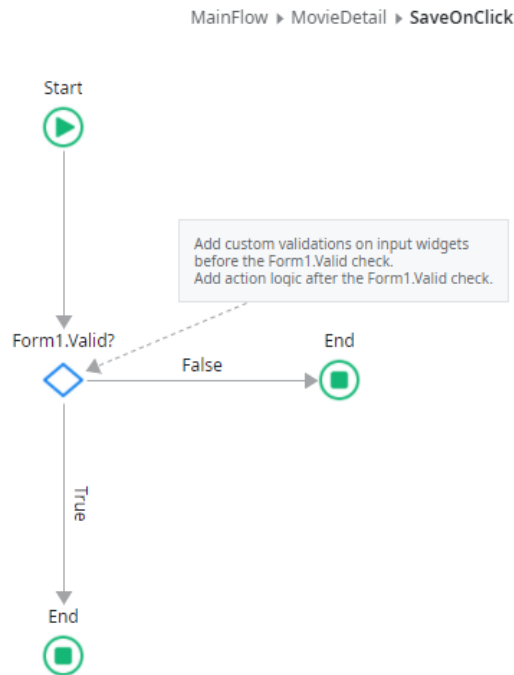 MainFlow ▸ MovieDetail ▸ SaveOnClick
Start
Add custom validations on input widgets
before the Form1.Valid check.
Add action logic after the Form1.Valid check.
Form1.Valid?
False
End
True
End